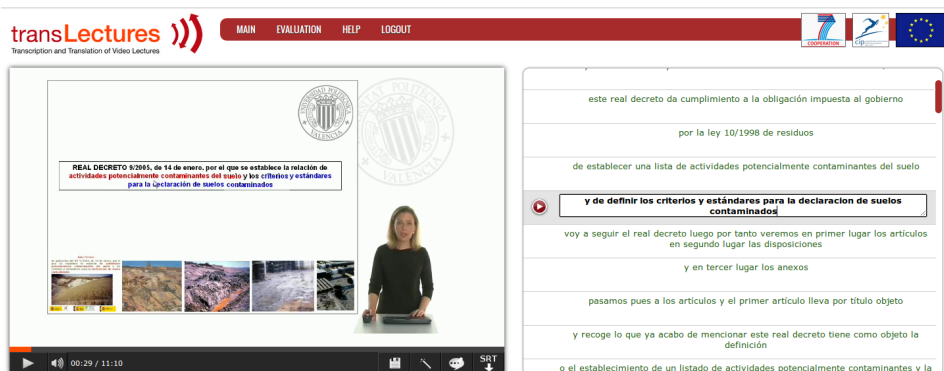 transLectures
Transcription and Translation of Video Lectures
MAIN EVALUATION HELP LOGOUT
COOPERATION
cip
UNIVERSIDAD POLITECNICA
VALENCIA
REAL DECRETO 9/2005, de 14 de enero, por el que se establece la relación de
actividades potencialmente contaminantes del suelo y los criterios y estándares
para la declaración de suelos contaminados
00:29 / 11:10
SRT
este real decreto da cumplimiento a la obligación impuesta al gobierno
por la ley 10/1998 de residuos
de establecer una lista de actividades potencialmente contaminantes del suelo
y de definir los criterios y estándares para la declaracion de suelos
contaminados
voy a seguir el real decreto luego por tanto veremos en primer lugar los artículos
en segundo lugar las disposiciones
y en tercer lugar los anexos
pasamos pues a los artículos y el primer artículo lleva por título objeto
y recoge lo que ya acabo de mencionar este real decreto tiene como objeto la
definición
o el establecimiento de un listado de actividades potencialmente contaminantes y la